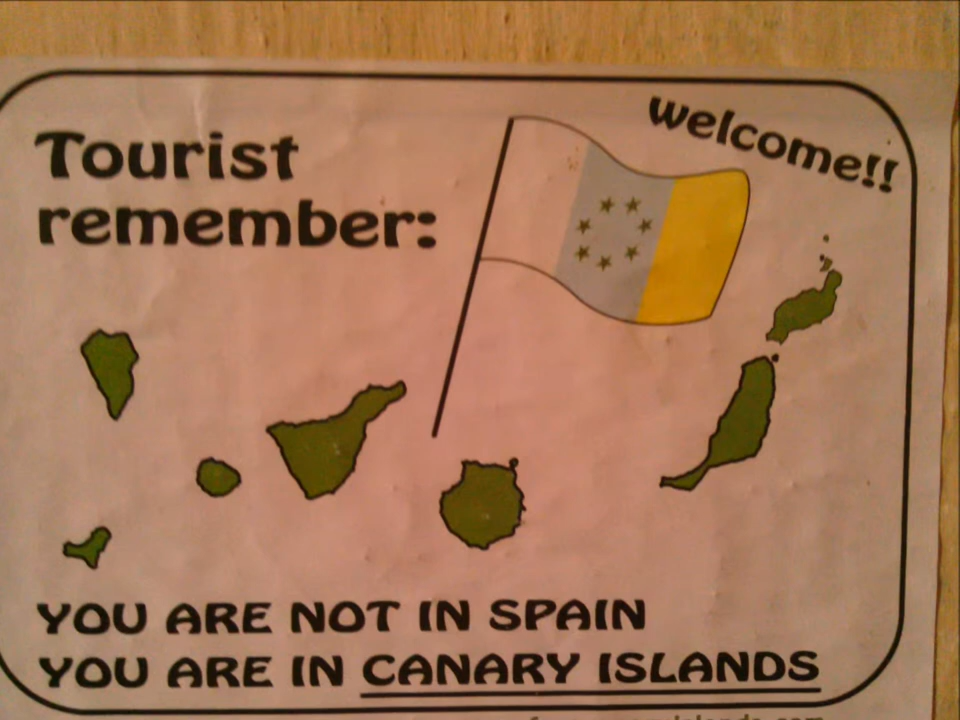 Tourist
remember:
welcome!!
YOU ARE NOT IN SPAIN
YOU ARE IN CANARY ISLANDS